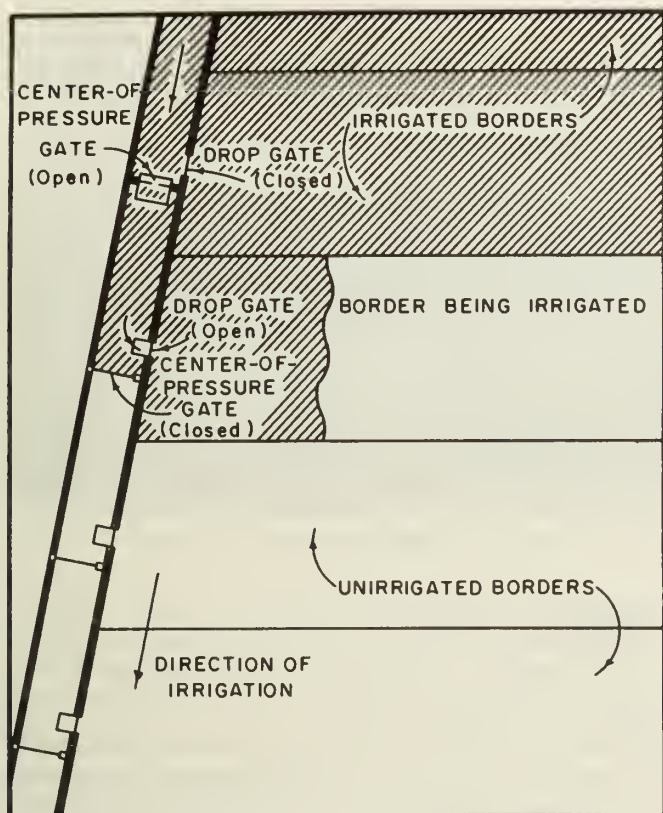 CENTER-OF-
PRESSURE
GATE
(Open)
DROP GATE
(Closed)
IRRIGATED BORDERS
DROP GATE
(Open)
CENTER-OF-
PRESSURE
GATE
(Closed)
BORDER BEING IRRIGATED
UNIRRIGATED BORDERS
DIRECTION OF
IRRIGATION